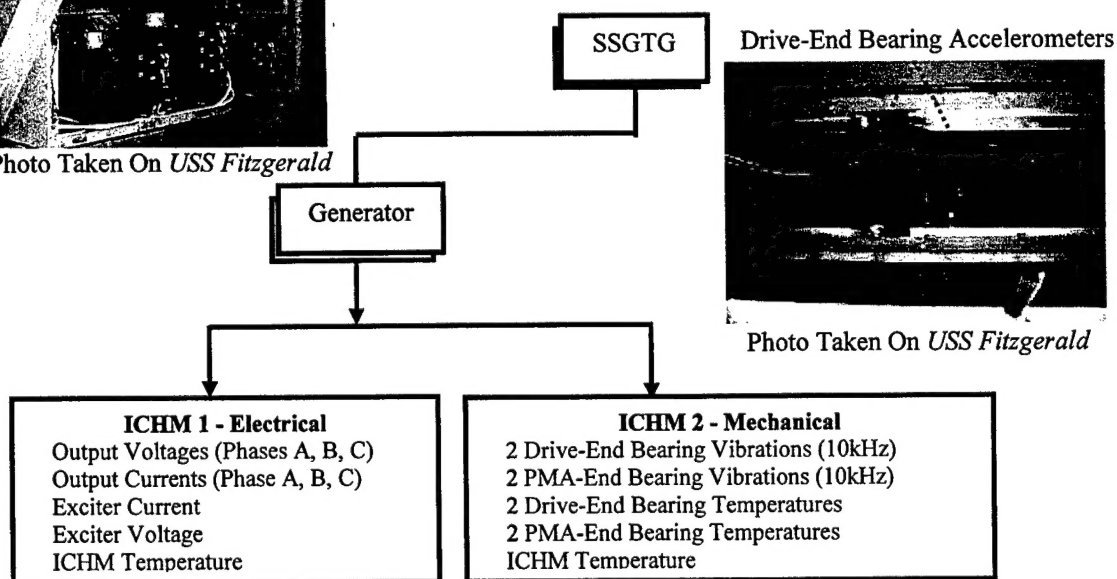 SSGTG
Drive-End Bearing Accelerometers
Photo Taken On USS Fitzgerald
Generator
Photo Taken On USS Fitzgerald
ICHM 1 - Electrical
Output Voltages (Phases A, B, C)
Output Currents (Phase A, B, C)
Exciter Current
Exciter Voltage
ICHM Temperature
ICHM 2 - Mechanical
2 Drive-End Bearing Vibrations (10kHz)
2 PMA-End Bearing Vibrations (10kHz)
2 Drive-End Bearing Temperatures
2 PMA-End Bearing Temperatures
ICHM Temperature